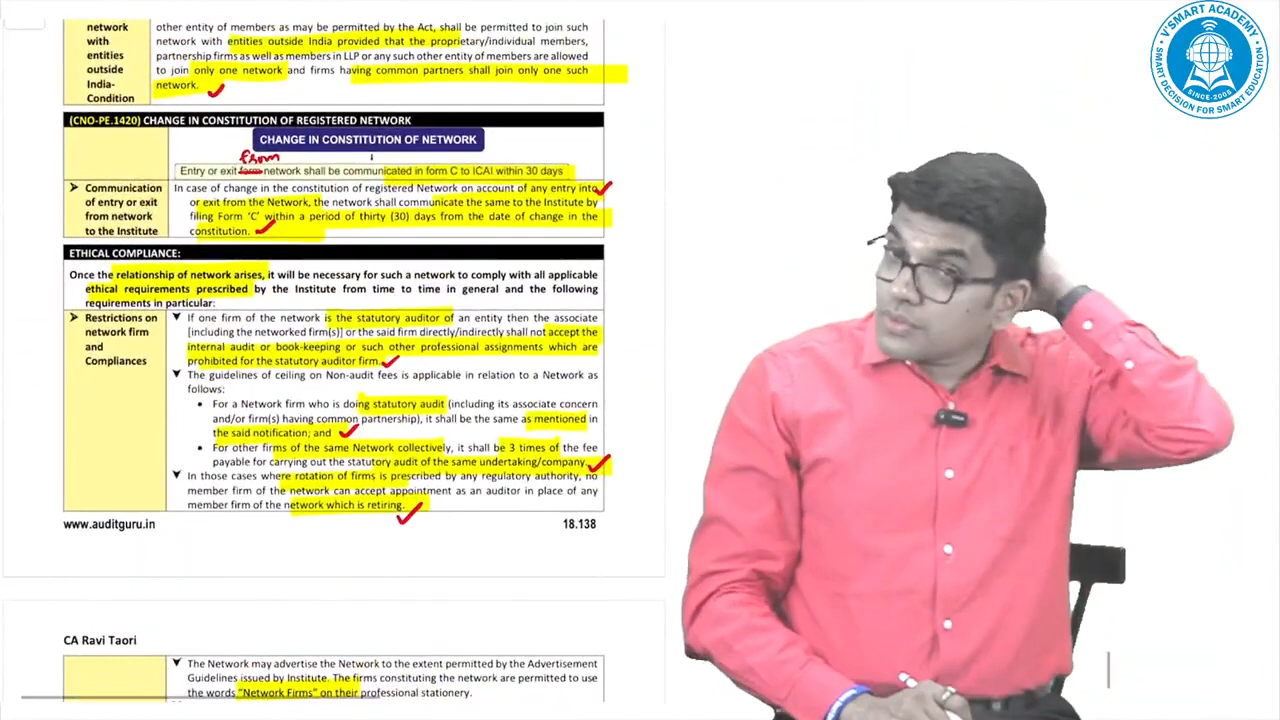 network
with
entities
outside
India-
Condition
other entity of members as may be permitted by the Act, shall be permitted to join such
network with entities outside India provided that the proprietary/individual members,
partnership firms as well as members in LLP or any such other entity of members are allowed
to join only one network and firms having common partners shall join only one such
network.
(CNO-PE.1420) CHANGE IN CONSTITUTION OF REGISTERED NETWORK
CHANGE IN CONSTITUTION OF NETWORK
from
Entry or exit form network shall be communicated in form C to ICAI within 30 days
➤ Communication
of entry or exit
from network
to the Institute
In case of change in the constitution of registered Network on account of any entry into
or exit from the Network, the network shall communicate the same to the Institute by
filing Form ‘C’ within a period of thirty (30) days from the date of change in the
constitution.
ETHICAL COMPLIANCE:
Once the relationship of network arises, it will be necessary for such a network to comply with all applicable
ethical requirements prescribed by the Institute from time to time in general and the following
requirements in particular:
➤ Restrictions on
network firm
and
Compliances
▼ If one firm of the network is the statutory auditor of an entity then the associate
[including the networked firm(s)] or the said firm directly/indirectly shall not accept the
internal audit or book-keeping or such other professional assignments which are
prohibited for the statutory auditor firm.
▼ The guidelines of ceiling on Non-audit fees is applicable in relation to a Network as
follows:
• For a Network firm who is doing statutory audit (including its associate concern
and/or firm(s) having common partnership), it shall be the same as mentioned in
the said notification; and
• For other firms of the same Network collectively, it shall be 3 times of the fee
payable for carrying out the statutory audit of the same undertaking/company.
▼ In those cases where rotation of firms is prescribed by any regulatory authority, no
member firm of the network can accept appointment as an auditor in place of any
member firm of the network which is retiring.
www.auditguru.in
18.138
CA Ravi Taori
▼ The Network may advertise the Network to the extent permitted by the Advertisement
Guidelines issued by Institute. The firms constituting the network are permitted to use
the words “Network Firms” on their professional stationery.
V'SMART ACADEMY
SINCE-2005
SMART DECISION FOR SMART EDUCATION